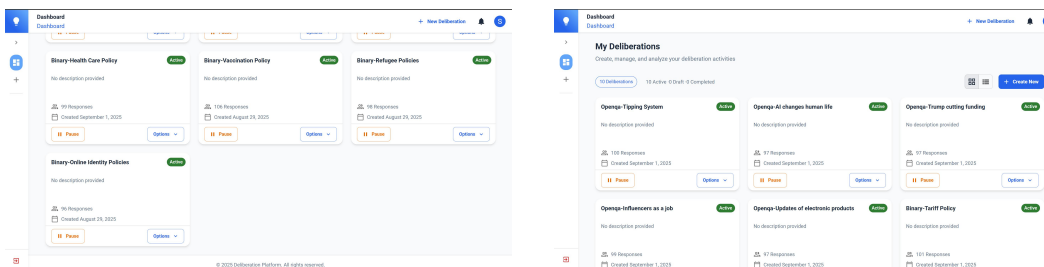 Dashboard
Dashboard
+ New Deliberation
S
Pause
Options
Pause
Options
Pause
Options
Binary-Health Care Policy
Active
No description provided
99 Responses
Created September 1, 2025
Pause
Options
Binary-Vaccination Policy
Active
No description provided
106 Responses
Created August 29, 2025
Pause
Options
Binary-Refugee Policies
Active
No description provided
98 Responses
Created August 29, 2025
Pause
Options
Binary-Online Identity Policies
Active
No description provided
96 Responses
Created August 29, 2025
Pause
Options
© 2025 Deliberation Platform. All rights reserved.
Dashboard
Dashboard
+ New Deliberation
My Deliberations
Create, manage, and analyze your deliberation activities
10 Deliberations
10 Active·0 Draft·0 Completed
+ Create New
Openqa-Tipping System
Active
No description provided
100 Responses
Created September 1, 2025
Pause
Options
Openqa-AI changes human life
Active
No description provided
97 Responses
Created September 1, 2025
Pause
Options
Openqa-Trump cutting funding
Active
No description provided
97 Responses
Created September 1, 2025
Pause
Options
Openqa-Influencers as a job
Active
No description provided
99 Responses
Created September 1, 2025
Openqa-Updates of electronic products
Active
No description provided
97 Responses
Created September 1, 2025
Binary-Tariff Policy
Active
No description provided
101 Responses
Created September 1, 2025